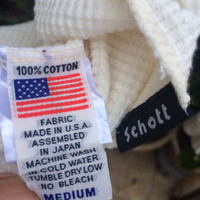 100% COTTON
FABRIC
MADE IN U.S.A.
ASSEMBLED
IN JAPAN
MACHINE WASH
IN COLD WATER
TUMBLE DRY LOW
NO BLEACH
MEDIUM
Schott